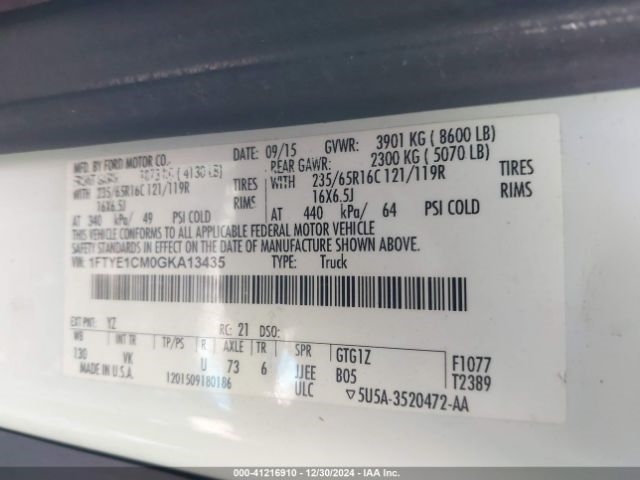 MFD. BY FORD MOTOR CO. DATE: 09/15 GVWR: 3901 KG ( 8600 LB)
KG ( 4130 LB) REAR GAWR: 2300 KG ( 5070 LB)
WITH 235/65R16C 121/119R TIRES WITH 235/65R16C 121/119R TIRES
16X6.5J RIMS 16X6.5J RIMS
AT 340 kPa/ 49 PSI COLD AT 440 kPa/ 64 PSI COLD
THIS VEHICLE CONFORMS TO ALL APPLICABLE FEDERAL MOTOR VEHICLE
SAFETY STANDARDS IN EFFECT ON THE DATE OF MANUFACTURE SHOWN ABOVE.
VIN: 1FTYE1CM0GKA13435 TYPE: Truck
EXT PNT: YZ RC: 21 DSO:
WB INT TR TP/PS R AXLE TR SPR GTG1Z F1077
130 VK U 73 6 JJEE B05 T2389
MADE IN U.S.A. 1201509180186 ULC ▽5U5A-3520472-AA
000-41216910 - 12/30/2024 - IAA Inc.